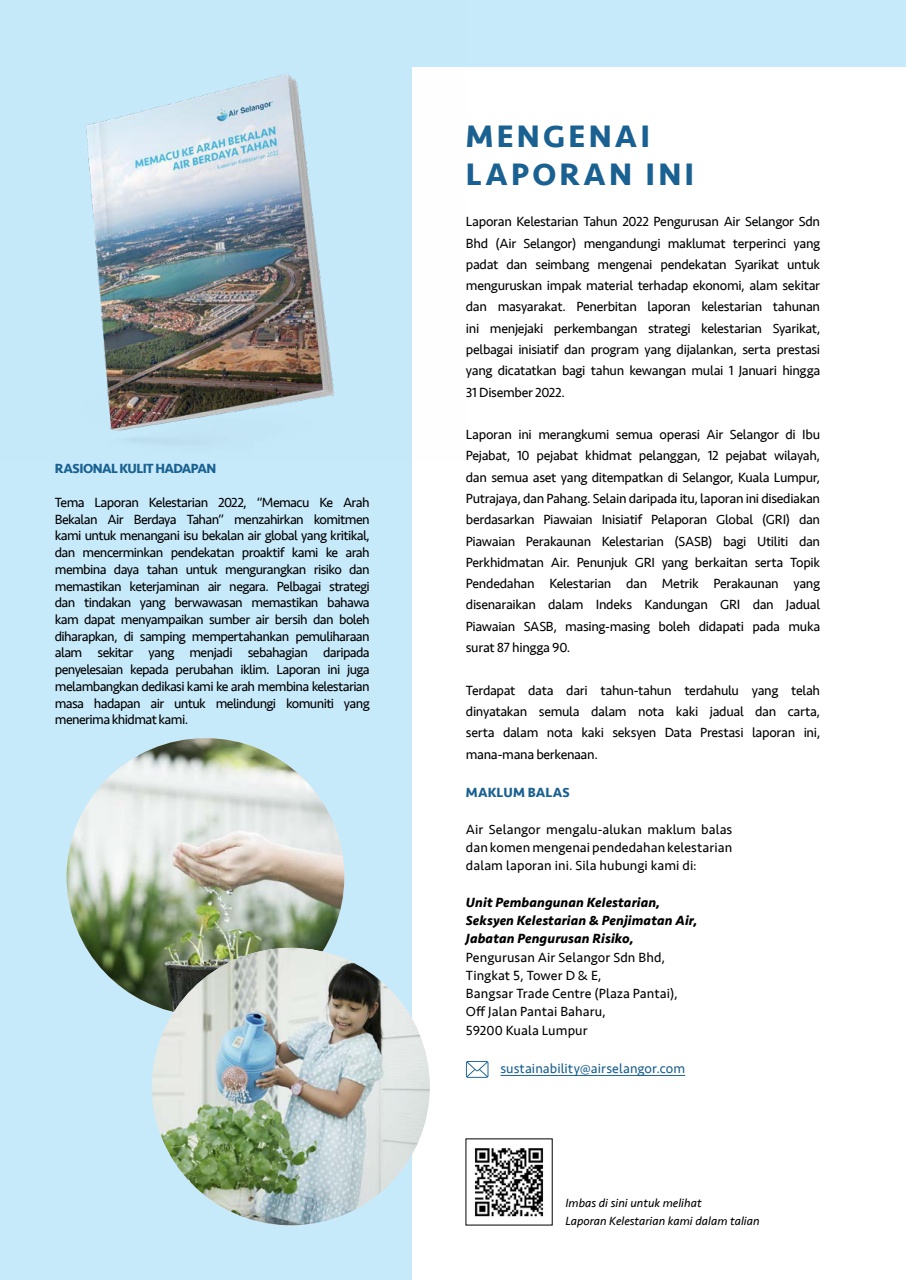 Air Selangor
MEMACU KE ARAH BEKALAN
AIR BERDAYA TAHAN
Laporan Kelestarian 2022
RASIONAL KULIT HADAPAN
Tema Laporan Kelestarian 2022, “Memacu Ke Arah
Bekalan Air Berdaya Tahan” menzahirkan komitmen
kami untuk menangani isu bekalan air global yang kritikal,
dan mencerminkan pendekatan proaktif kami ke arah
membina daya tahan untuk mengurangkan risiko dan
memastikan keterjaminan air negara. Pelbagai strategi
dan tindakan yang berwawasan memastikan bahawa
kam dapat menyampaikan sumber air bersih dan boleh
diharapkan, di samping mempertahankan pemuliharaan
alam sekitar yang menjadi sebahagian daripada
penyelesaian kepada perubahan iklim. Laporan ini juga
melambangkan dedikasi kami ke arah membina kelestarian
masa hadapan air untuk melindungi komuniti yang
menerima khidmat kami.
MENGENAI
LAPORAN INI
Laporan Kelestarian Tahun 2022 Pengurusan Air Selangor Sdn
Bhd (Air Selangor) mengandungi maklumat terperinci yang
padat dan seimbang mengenai pendekatan Syarikat untuk
menguruskan impak material terhadap ekonomi, alam sekitar
dan masyarakat. Penerbitan laporan kelestarian tahunan
ini menjejaki perkembangan strategi kelestarian Syarikat,
pelbagai inisiatif dan program yang dijalankan, serta prestasi
yang dicatatkan bagi tahun kewangan mulai 1 Januari hingga
31 Disember 2022.
Laporan ini merangkumi semua operasi Air Selangor di Ibu
Pejabat, 10 pejabat khidmat pelanggan, 12 pejabat wilayah,
dan semua aset yang ditempatkan di Selangor, Kuala Lumpur,
Putrajaya, dan Pahang. Selain daripada itu, laporan ini disediakan
berdasarkan Piawaian Inisiatif Pelaporan Global (GRI) dan
Piawaian Perakaunan Kelestarian (SASB) bagi Utiliti dan
Perkhidmatan Air. Penunjuk GRI yang berkaitan serta Topik
Pendedahan Kelestarian dan Metrik Perakaunan yang
disenaraikan dalam Indeks Kandungan GRI dan Jadual
Piawaian SASB, masing-masing boleh didapati pada muka
surat 87 hingga 90.
Terdapat data dari tahun-tahun terdahulu yang telah
dinyatakan semula dalam nota kaki jadual dan carta,
serta dalam nota kaki seksyen Data Prestasi laporan ini,
mana-mana berkenaan.
MAKLUM BALAS
Air Selangor mengalu-alukan maklum balas
dan komen mengenai pendedahan kelestarian
dalam laporan ini. Sila hubungi kami di:
Unit Pembangunan Kelestarian,
Seksyen Kelestarian & Penjimatan Air,
Jabatan Pengurusan Risiko,
Pengurusan Air Selangor Sdn Bhd,
Tingkat 5, Tower D & E,
Bangsar Trade Centre (Plaza Pantai),
Off Jalan Pantai Baharu,
59200 Kuala Lumpur
sustainability@airselangor.com
Imbas di sini untuk melihat
Laporan Kelestarian kami dalam talian